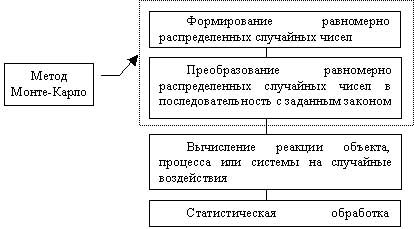 Формирование равномерно
распределенных случайных чисел
Метод
Монте-Карло
Преобразование равномерно
распределенных случайных чисел в
последовательность с заданным законом
Вычисление реакции объекта,
процесса или системы на случайные
воздействия
Статистическая обработка